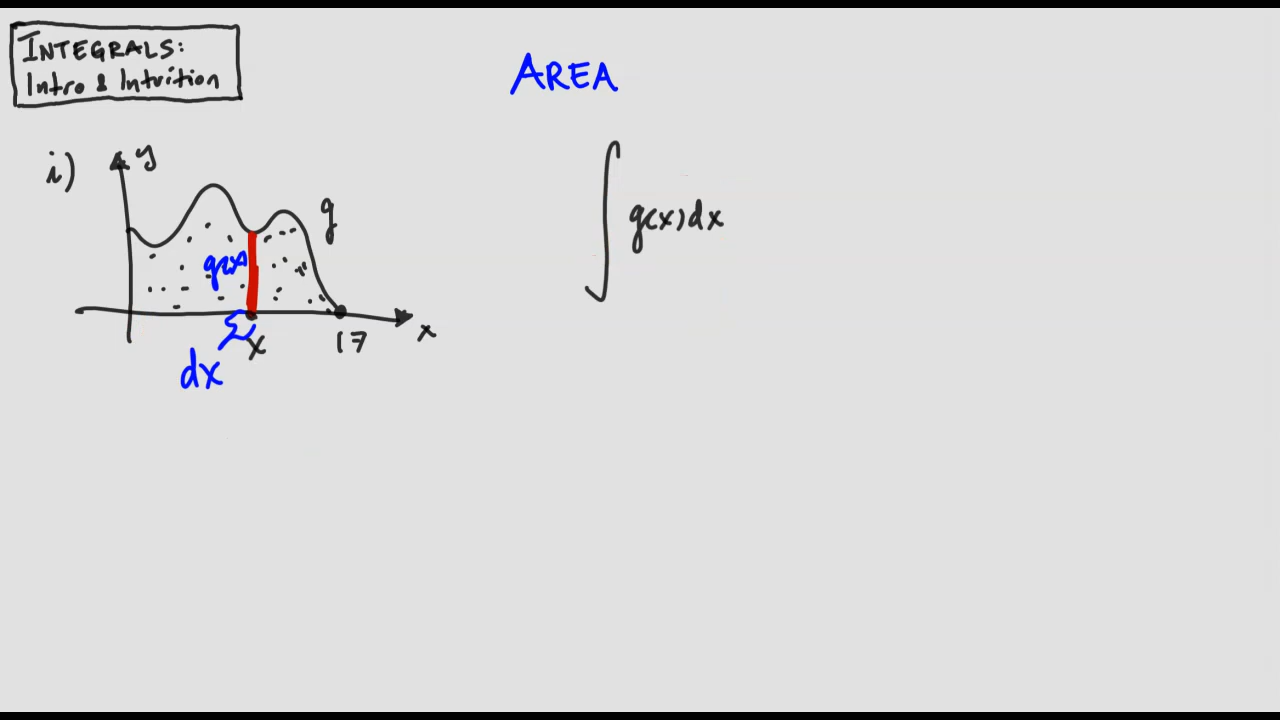 INTEGRALS:
Intro & Intuition
AREA
i)
y
g
g(x)
x
17
x
dx
∫ g(x) dx